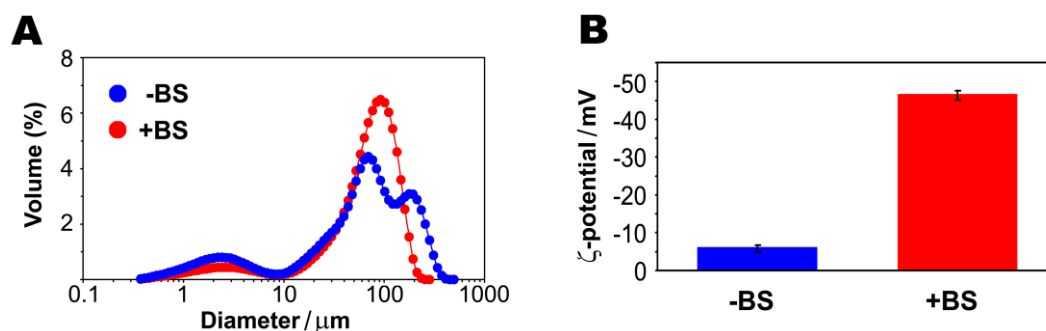 A
8
6
4
2
Volume (%)
-BS
+BS
0.1
1
10
100
1000
Diameter / μm
B
-50
-40
-30
-20
-10
0
ζ-potential / mV
-BS
+BS